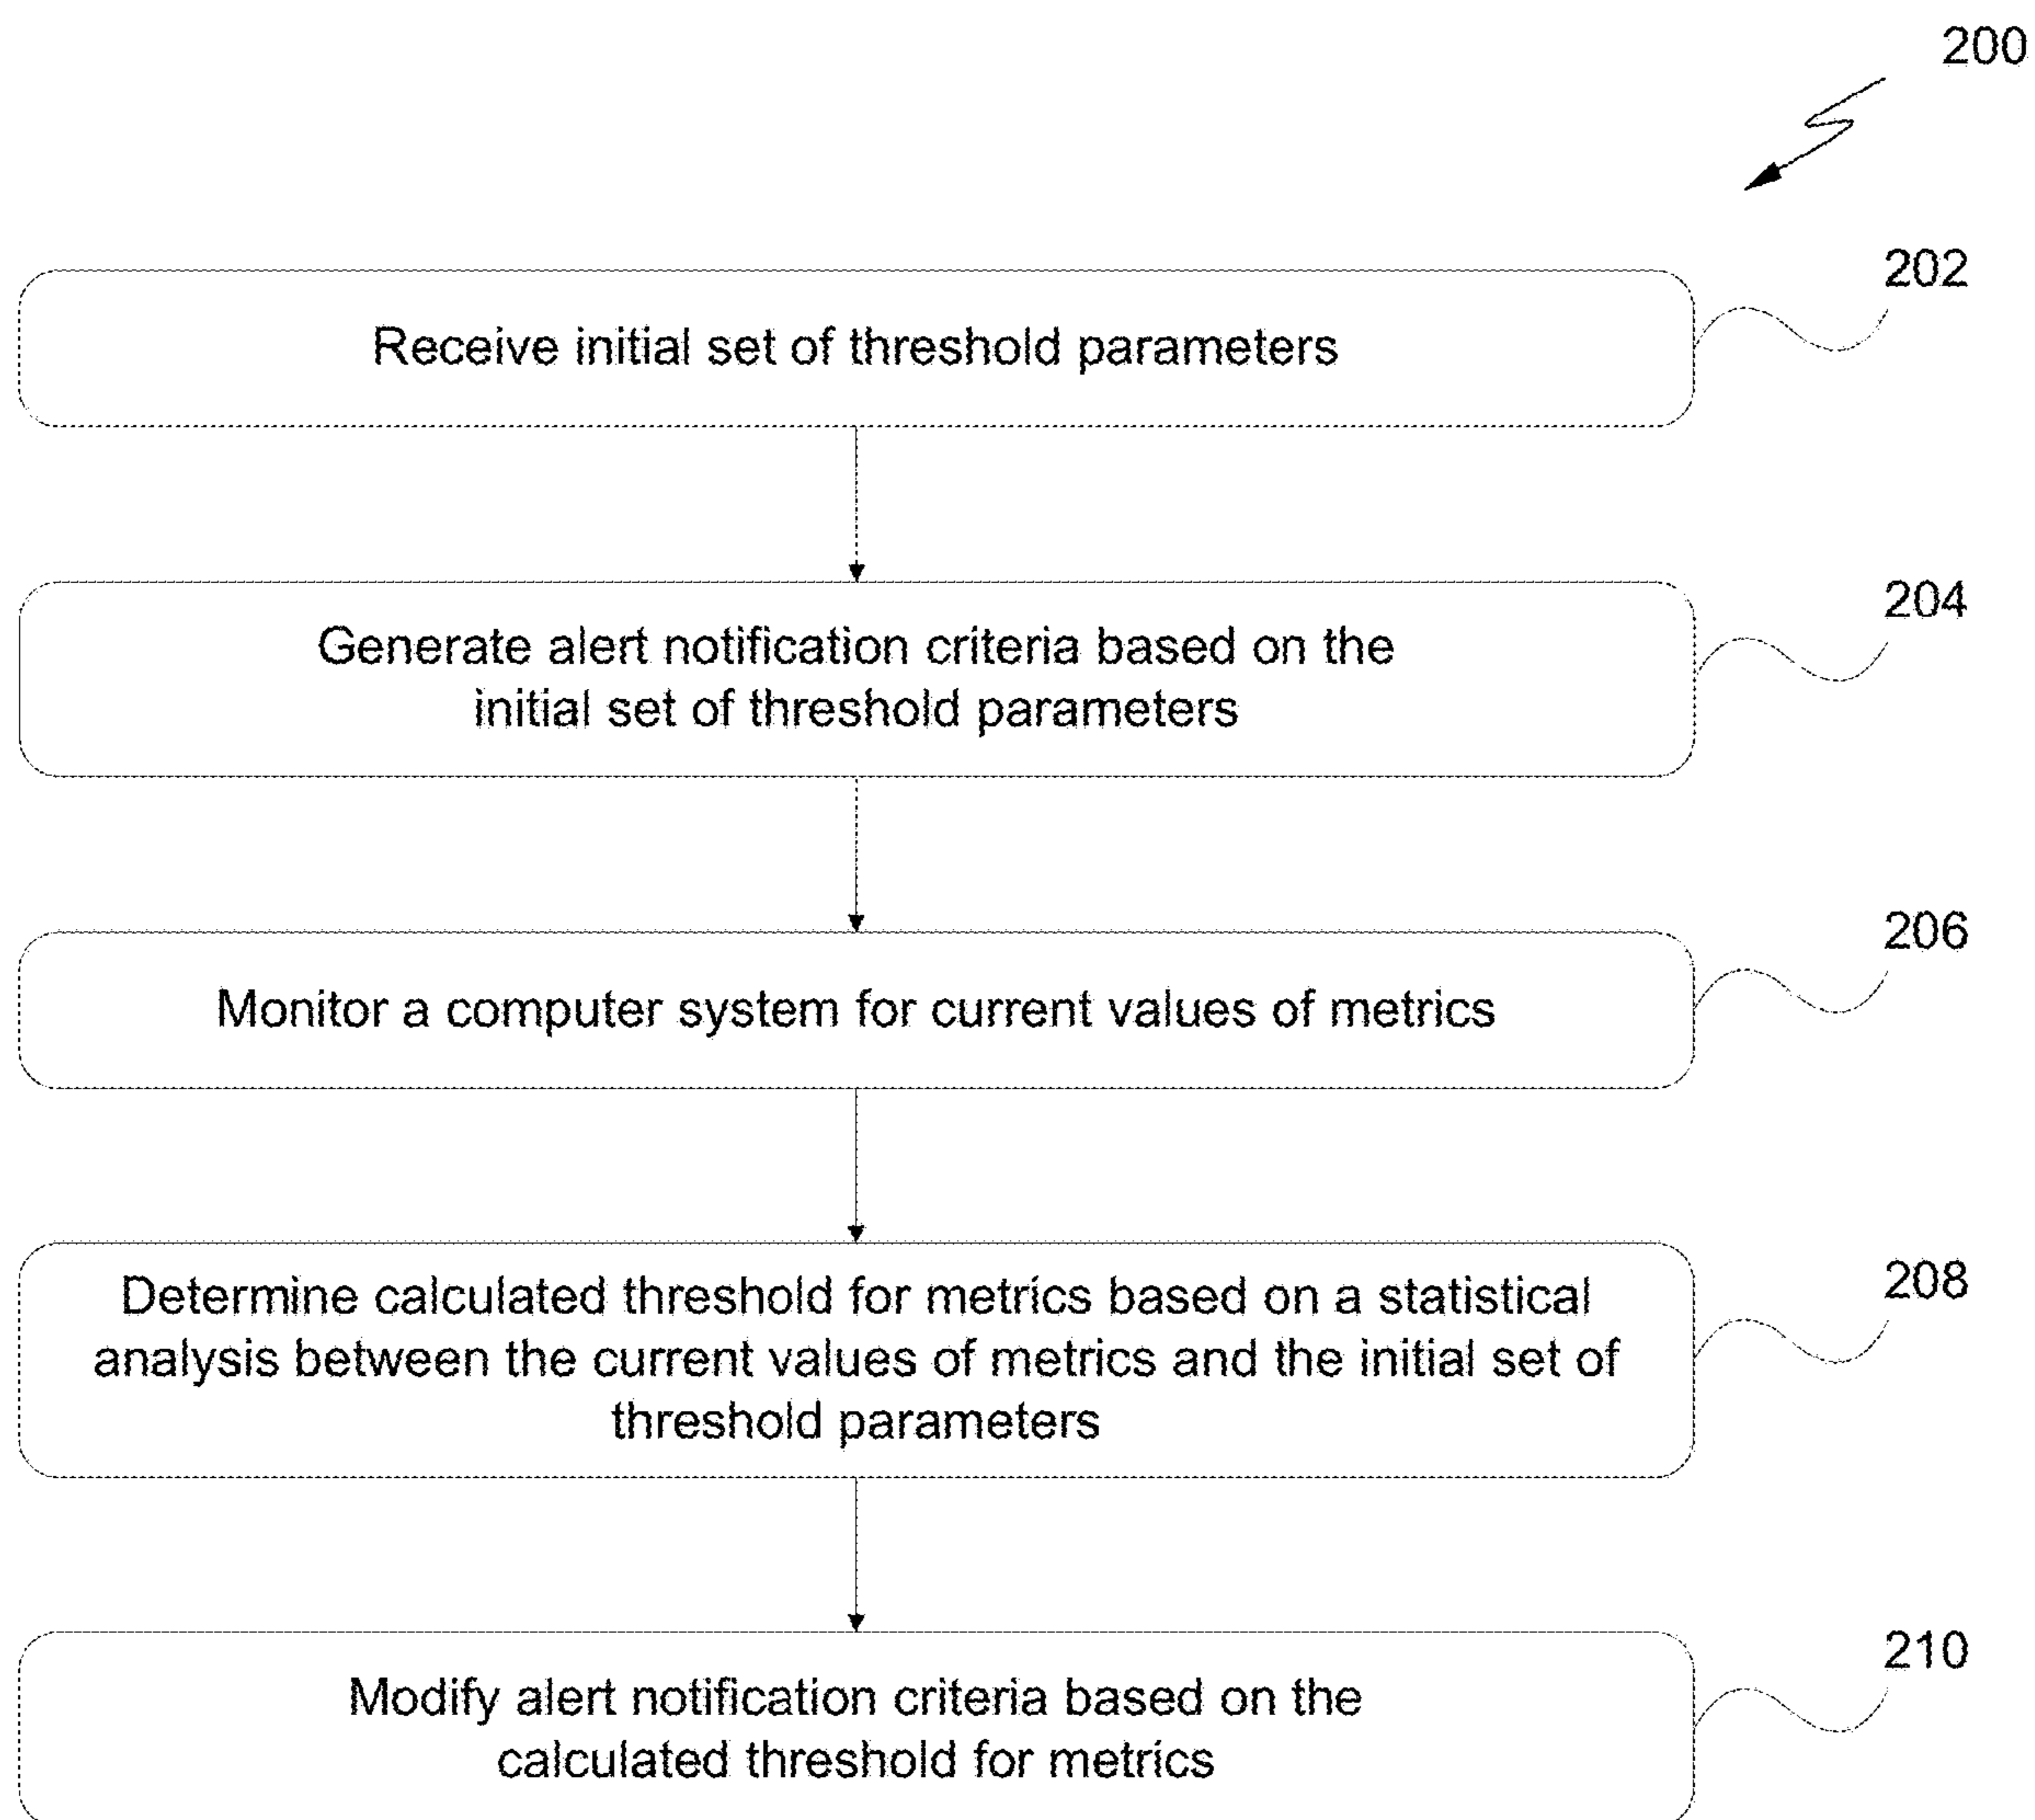 200
202
Receive initial set of threshold parameters
204
Generate alert notification criteria based on the
initial set of threshold parameters
206
Monitor a computer system for current values of metrics
208
Determine calculated threshold for metrics based on a statistical
analysis between the current values of metrics and the initial set of
threshold parameters
210
Modify alert notification criteria based on the
calculated threshold for metrics